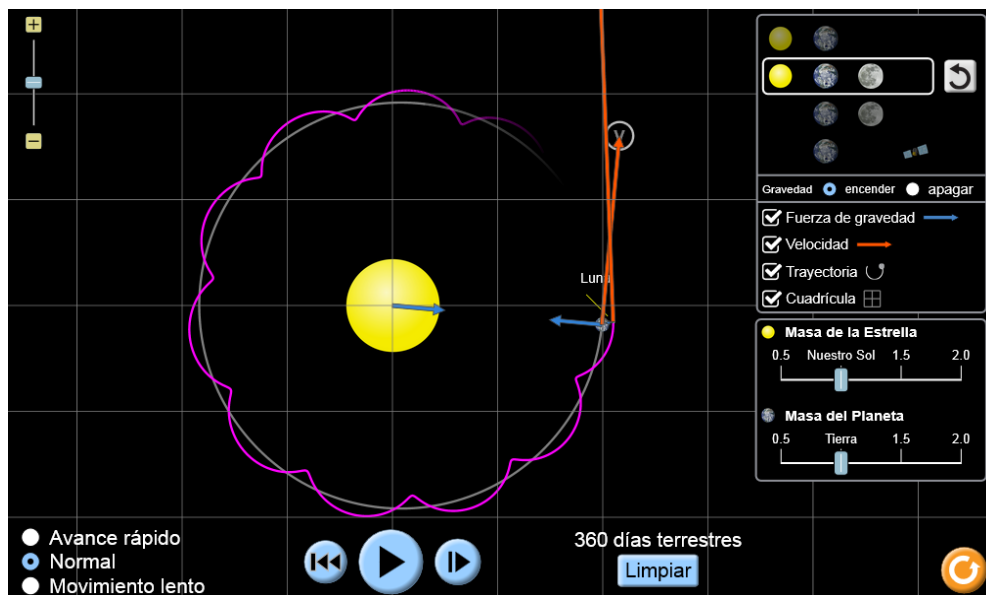 +
−
v
Luna
Gravedad encender apagar
Fuerza de gravedad
Velocidad
Trayectoria
Cuadrícula
Masa de la Estrella
0.5 Nuestro Sol 1.5 2.0
Masa del Planeta
0.5 Tierra 1.5 2.0
Avance rápido
Normal
Movimiento lento
360 días terrestres
Limpiar